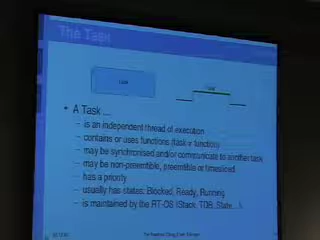 The Task
• A Task ...
– is an independent thread of execution
– contains or uses functions (task ≠ function)
– may be synchronised and/or communicate to another task
– may be non-preemptible, preemptible or timesliced
– has a priority
– usually has states: Blocked, Ready, Running
– is maintained by the RT-OS (Stack, TCB, State... )